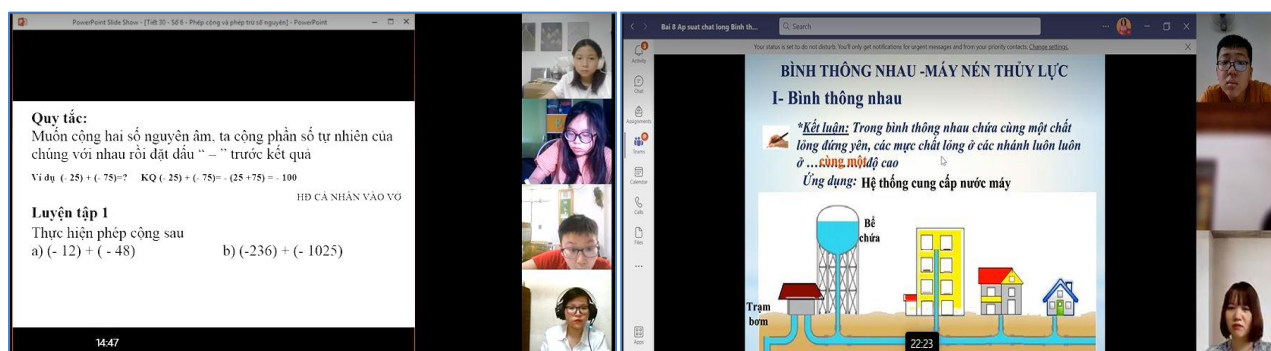 PowerPoint Slide Show - [Tiết 30 - Số 6 - Phép cộng và phép trừ số nguyên] - PowerPoint
Quy tắc:
Muốn cộng hai số nguyên âm, ta cộng phần số tự nhiên của
chúng với nhau rồi đặt dấu “ – ” trước kết quả
Ví dụ (- 25) + (- 75)=? KQ (- 25) + (- 75)= - (25 +75) = - 100
HĐ CÁ NHÂN VÀO VỞ
Luyện tập 1
Thực hiện phép cộng sau
a) (- 12) + ( - 48) b) (-236) + (- 1025)
14:47
Bai 8 Ap suat chat long Binh th...
Search
Your status is set to do not disturb. You'll only get notifications for urgent messages and from your priority contacts. Change settings.
Activity
Chat
Assignments
Teams
Calendar
Calls
Files
Apps
BÌNH THÔNG NHAU -MÁY NÉN THỦY LỰC
I- Bình thông nhau
*Kết luận: Trong bình thông nhau chứa cùng một chất
lỏng đứng yên, các mực chất lỏng ở các nhánh luôn luôn
ở …cùng một độ cao
Ứng dụng: Hệ thống cung cấp nước máy
Bể
chứa
Trạm
bơm
22:23